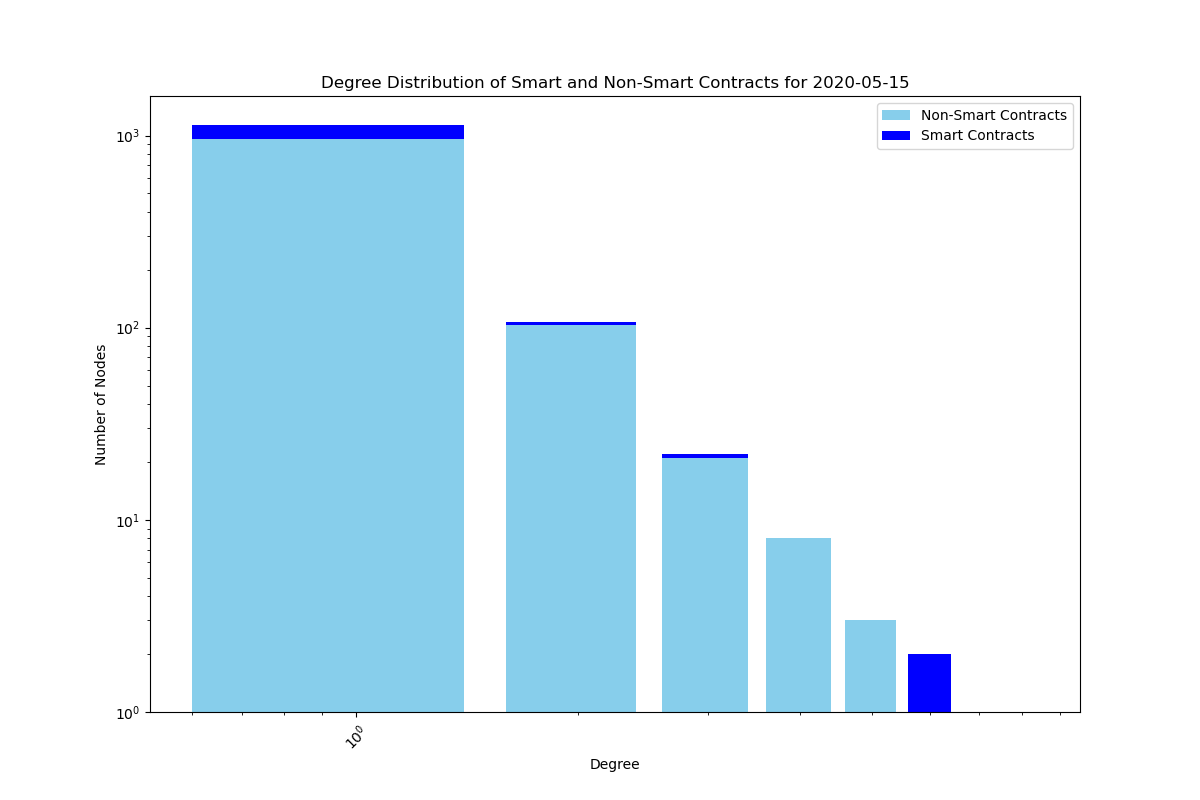 Degree Distribution of Smart and Non-Smart Contracts for 2020-05-15
Non-Smart Contracts
Smart Contracts
Number of Nodes
10³
10²
10¹
10⁰
10⁰
Degree